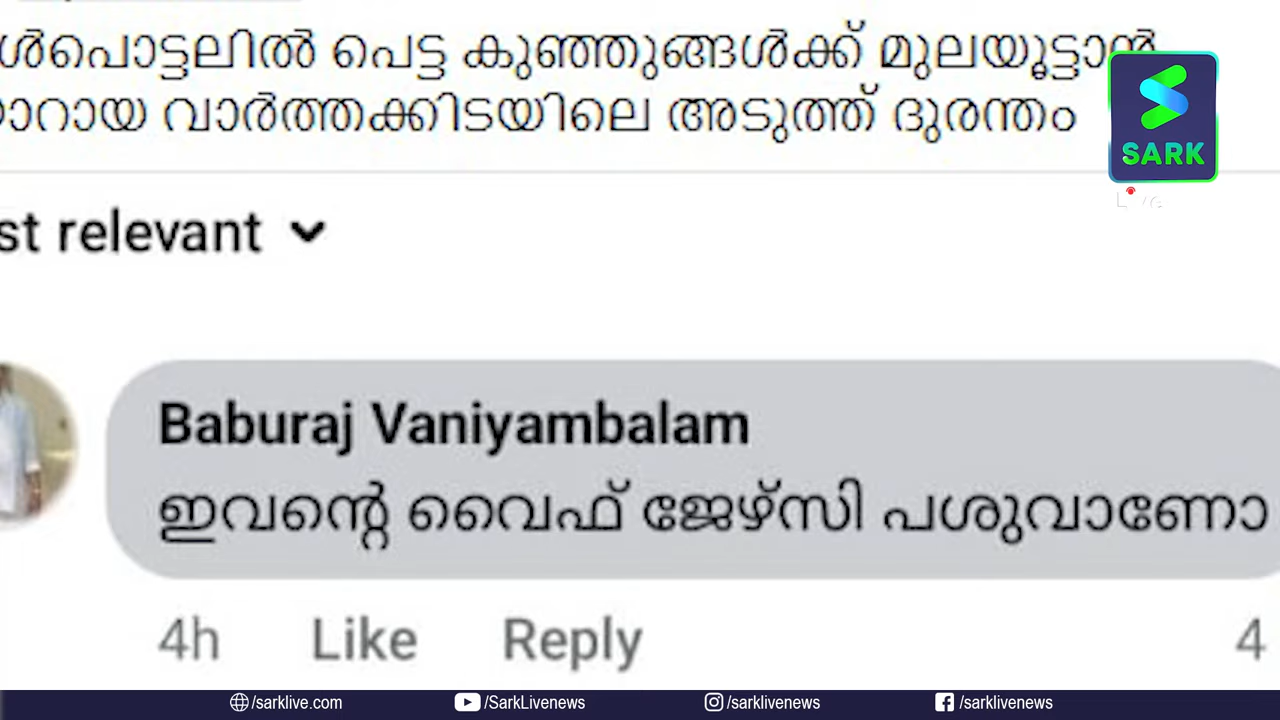 ൾപൊട്ടലിൽ പെട്ട കുഞ്ഞുങ്ങൾക്ക് മുലയൂട്ടാൻ
റായ വാർത്തക്കിടയിലെ അടുത്ത് ദുരന്തം
SARK
Live
st relevant
Baburaj Vaniyambalam
ഇവന്റെ വൈഫ് ജേഴ്സി പശുവാണോ
4h Like Reply 4
/sarklive.com /SarkLivenews /sarklivenews /sarklivenews